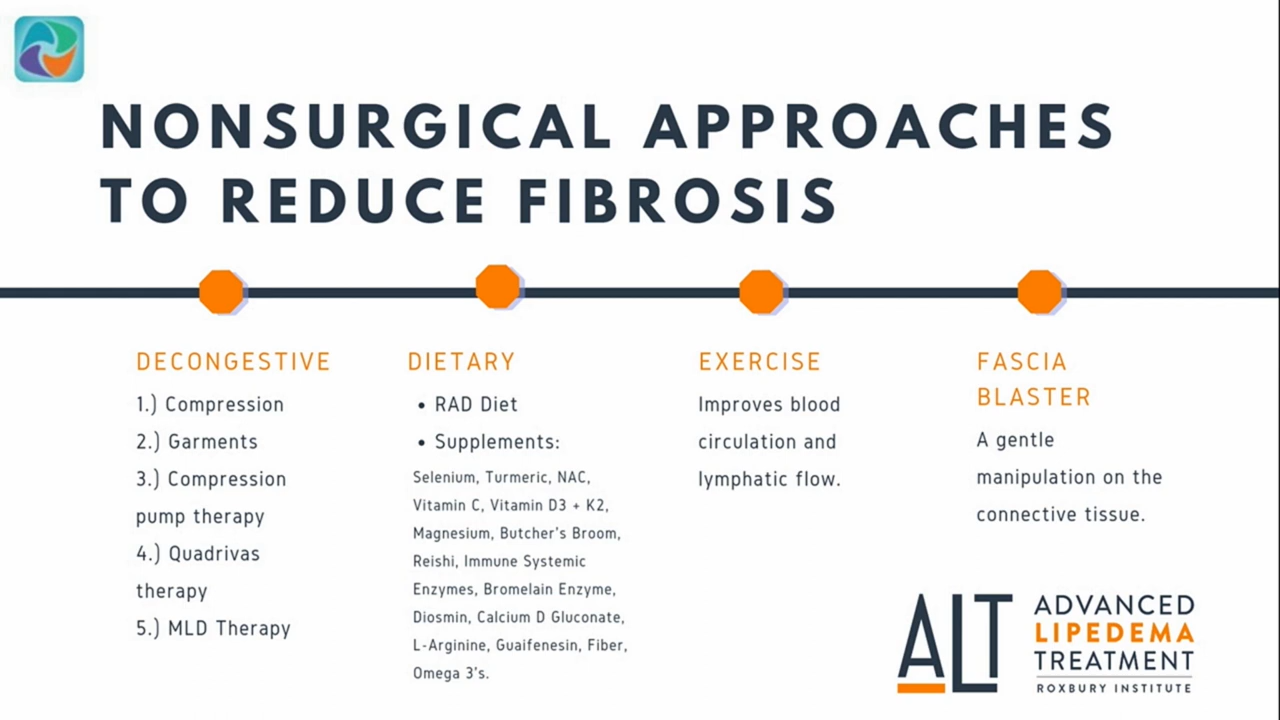 NONSURGICAL APPROACHES
TO REDUCE FIBROSIS
DECONGESTIVE
1.) Compression
2.) Garments
3.) Compression
pump therapy
4.) Quadrivas
therapy
5.) MLD Therapy
DIETARY
• RAD Diet
• Supplements:
Selenium, Turmeric, NAC,
Vitamin C, Vitamin D3 + K2,
Magnesium, Butcher's Broom,
Reishi, Immune Systemic
Enzymes, Bromelain Enzyme,
Diosmin, Calcium D Gluconate,
L-Arginine, Guaifenesin, Fiber,
Omega 3's.
EXERCISE
Improves blood
circulation and
lymphatic flow.
FASCIA
BLASTER
A gentle
manipulation on the
connective tissue.
ALT
ADVANCED
LIPEDEMA
TREATMENT
ROXBURY INSTITUTE